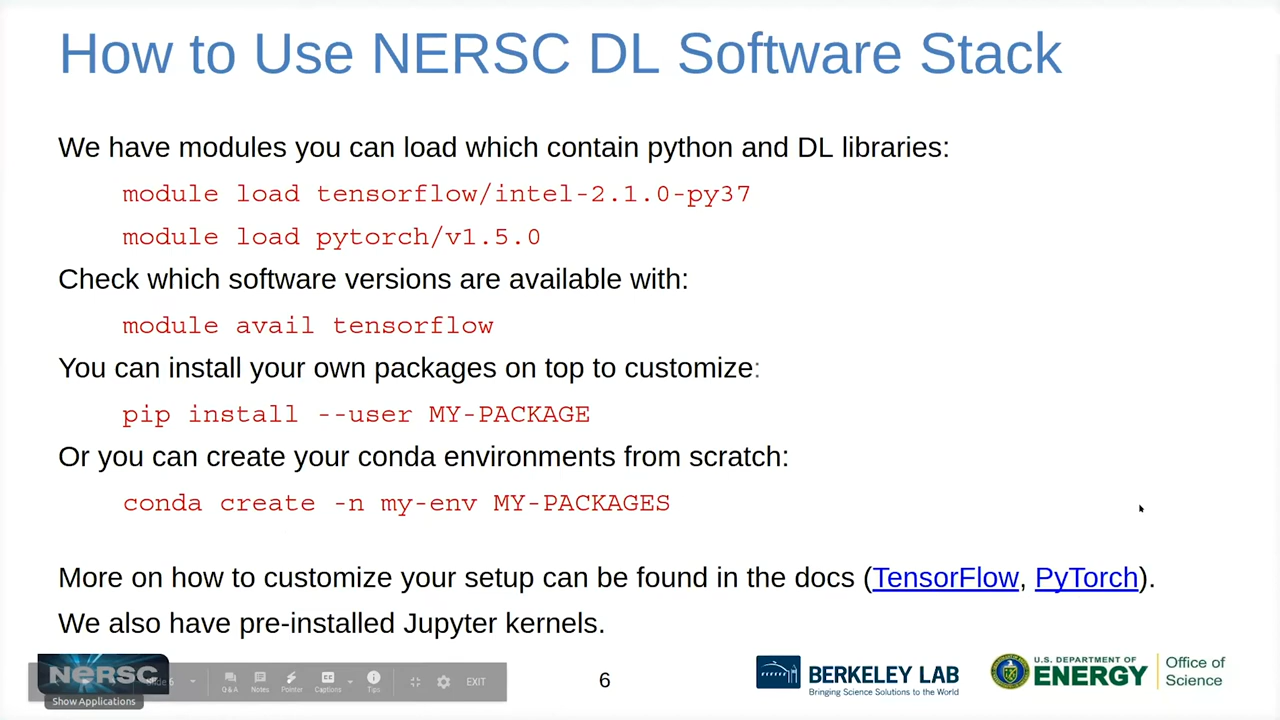 How to Use NERSC DL Software Stack
We have modules you can load which contain python and DL libraries:
module load tensorflow/intel-2.1.0-py37
module load pytorch/v1.5.0
Check which software versions are available with:
module avail tensorflow
You can install your own packages on top to customize:
pip install --user MY-PACKAGE
Or you can create your conda environments from scratch:
conda create -n my-env MY-PACKAGES
More on how to customize your setup can be found in the docs (TensorFlow, PyTorch).
We also have pre-installed Jupyter kernels.
NERSC
Slide 6
Q&A
Notes
Pointer
Captions
Tips
EXIT
Show Applications
6
BERKELEY LAB
Bringing Science Solutions to the World
U.S. DEPARTMENT OF
ENERGY
Office of
Science